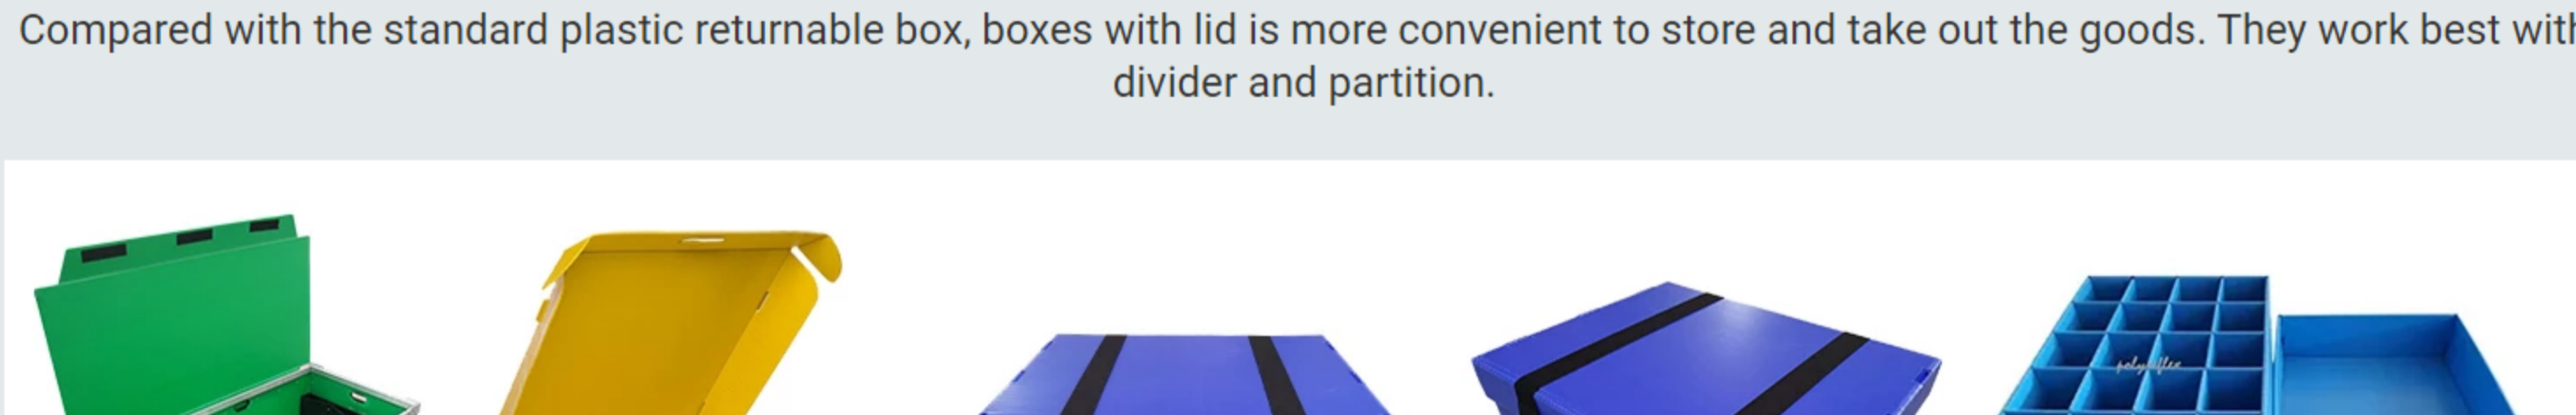 Compared with the standard plastic returnable box, boxes with lid is more convenient to store and take out the goods. They work best with
divider and partition.